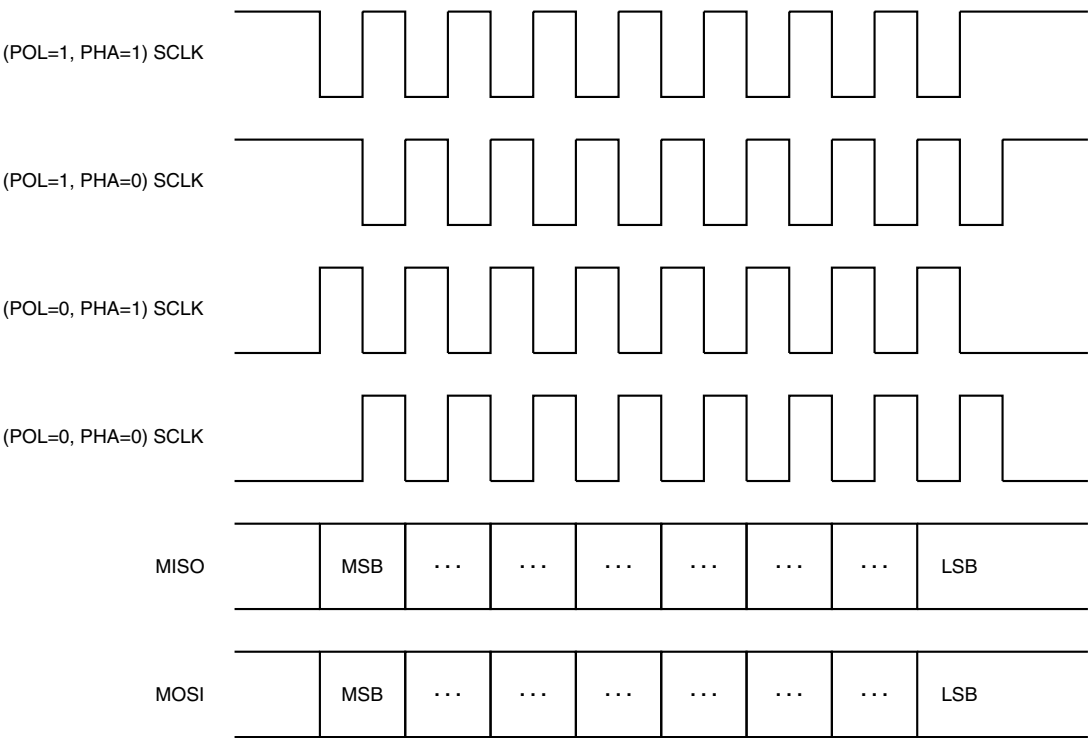 (POL=1, PHA=1) SCLK
(POL=1, PHA=0) SCLK
(POL=0, PHA=1) SCLK
(POL=0, PHA=0) SCLK
MISO MSB ··· ··· ··· ··· ··· ··· LSB
MOSI MSB ··· ··· ··· ··· ··· ··· LSB